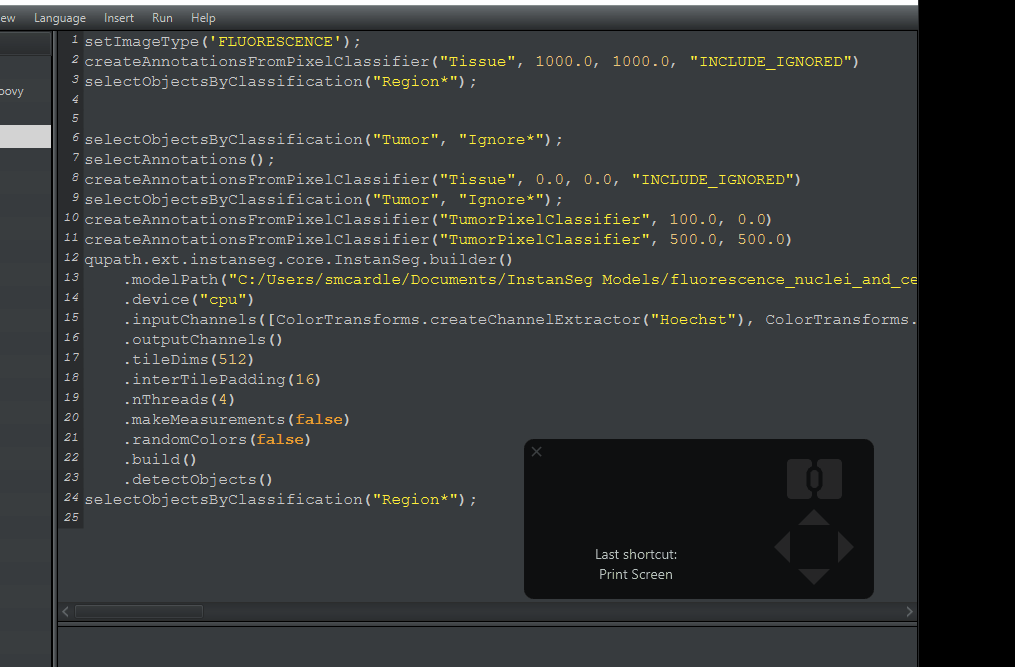 ew Language Insert Run Help
oovy
1 setImageType('FLUORESCENCE');
2 createAnnotationsFromPixelClassifier("Tissue", 1000.0, 1000.0, "INCLUDE_IGNORED")
3 selectObjectsByClassification("Region*");
4
5
6 selectObjectsByClassification("Tumor", "Ignore*");
7 selectAnnotations();
8 createAnnotationsFromPixelClassifier("Tissue", 0.0, 0.0, "INCLUDE_IGNORED")
9 selectObjectsByClassification("Tumor", "Ignore*");
10 createAnnotationsFromPixelClassifier("TumorPixelClassifier", 100.0, 0.0)
11 createAnnotationsFromPixelClassifier("TumorPixelClassifier", 500.0, 500.0)
12 qupath.ext.instanseg.core.InstanSeg.builder()
13 .modelPath("C:/Users/smcardle/Documents/InstanSeg Models/fluorescence_nuclei_and_ce
14 .device("cpu")
15 .inputChannels([ColorTransforms.createChannelExtractor("Hoechst"), ColorTransforms.
16 .outputChannels()
17 .tileDims(512)
18 .interTilePadding(16)
19 .nThreads(4)
20 .makeMeasurements(false)
21 .randomColors(false)
22 .build()
23 .detectObjects()
24 selectObjectsByClassification("Region*");
25
Last shortcut:
Print Screen